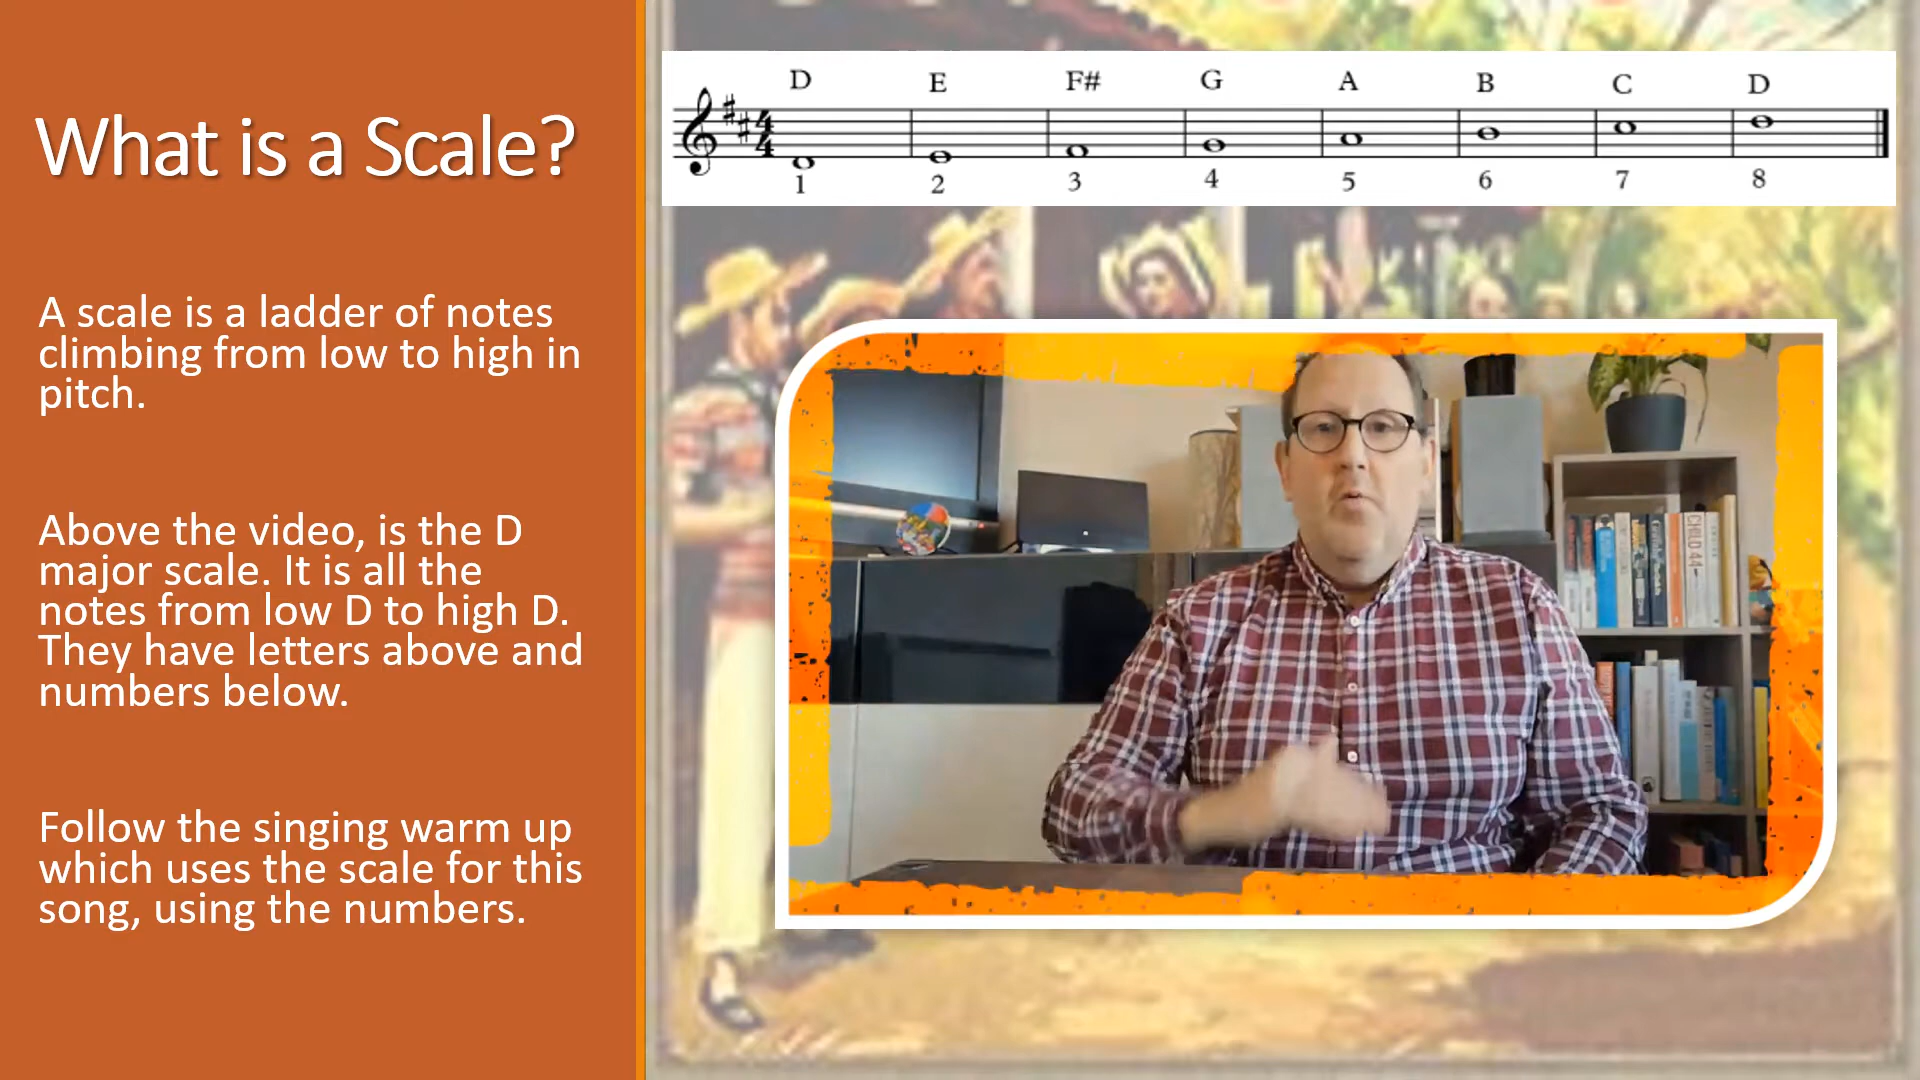 What is a Scale?
A scale is a ladder of notes
climbing from low to high in
pitch.
Above the video, is the D
major scale. It is all the
notes from low D to high D.
They have letters above and
numbers below.
Follow the singing warm up
which uses the scale for this
song, using the numbers.
D E F# G A B C D
4
4
1 2 3 4 5 6 7 8